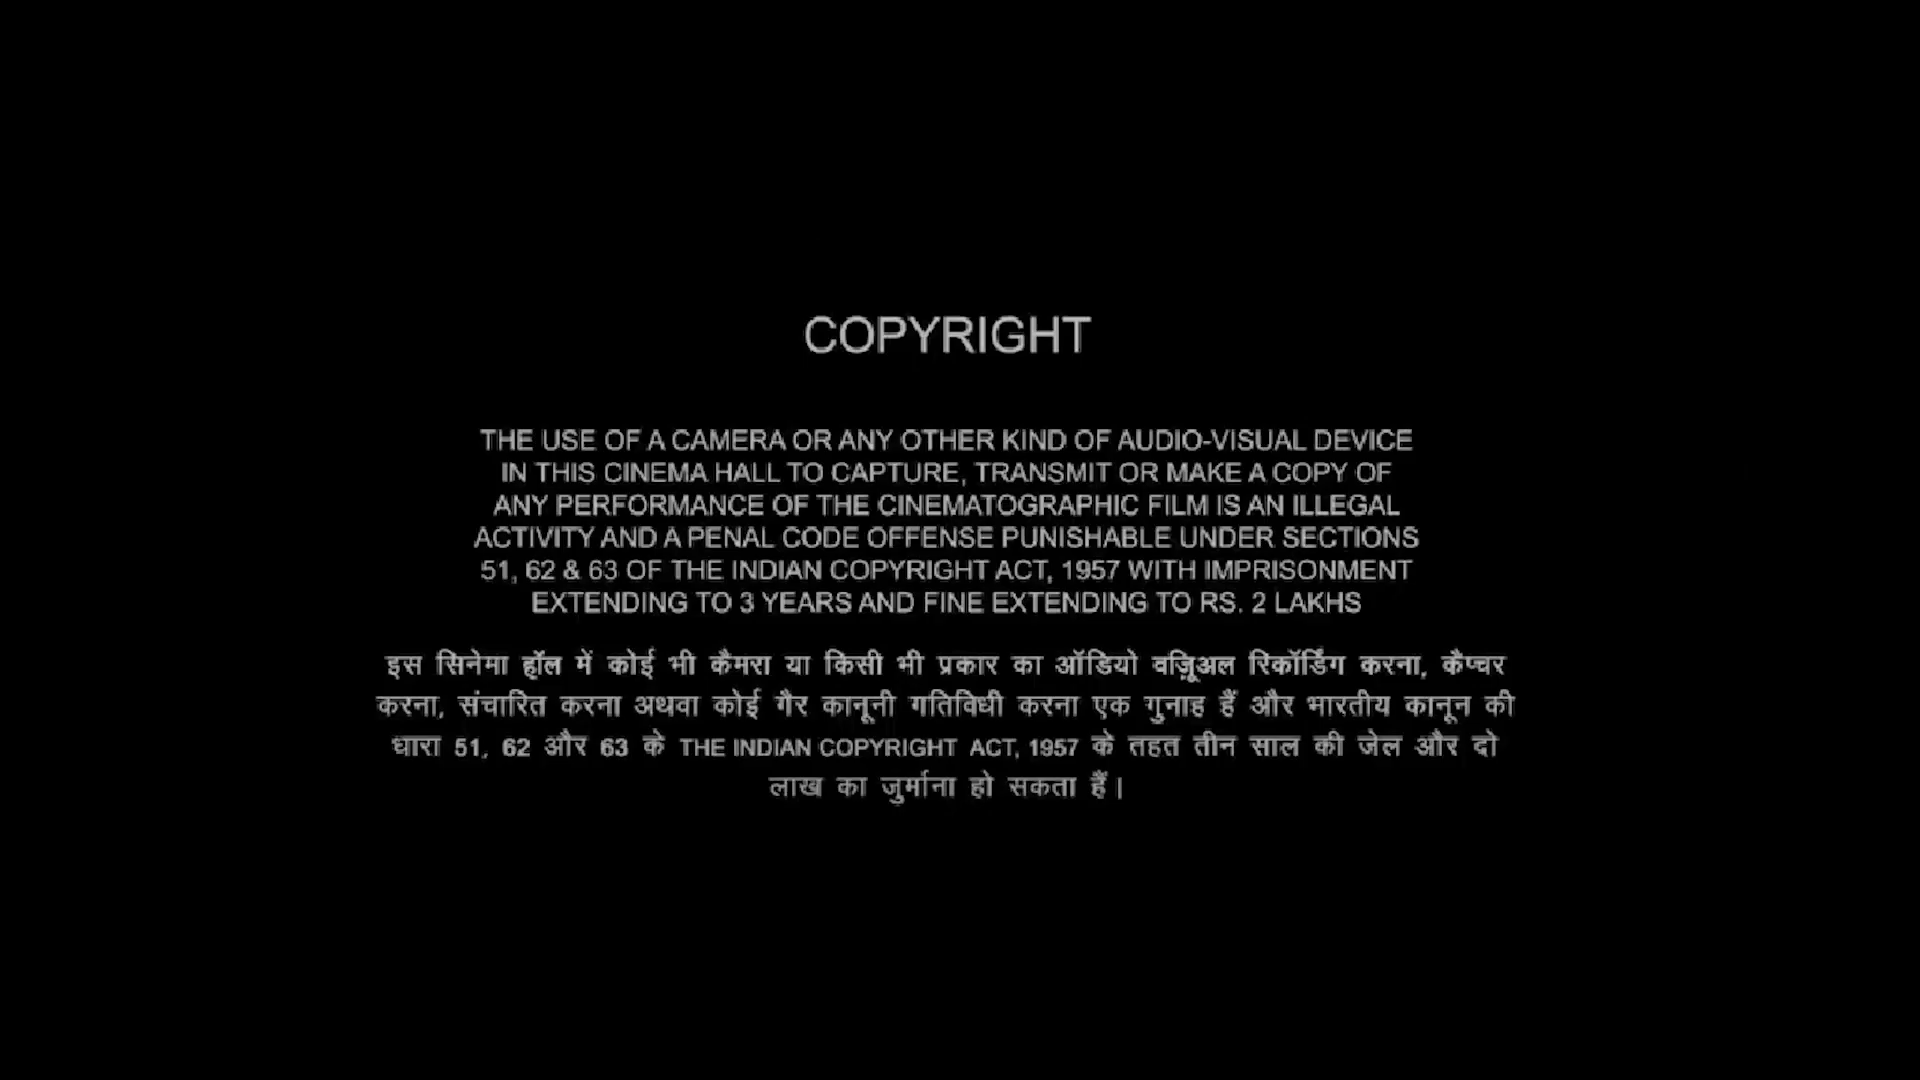 COPYRIGHT
THE USE OF A CAMERA OR ANY OTHER KIND OF AUDIO-VISUAL DEVICE
IN THIS CINEMA HALL TO CAPTURE, TRANSMIT OR MAKE A COPY OF
ANY PERFORMANCE OF THE CINEMATOGRAPHIC FILM IS AN ILLEGAL
ACTIVITY AND A PENAL CODE OFFENSE PUNISHABLE UNDER SECTIONS
51, 62 & 63 OF THE INDIAN COPYRIGHT ACT, 1957 WITH IMPRISONMENT
EXTENDING TO 3 YEARS AND FINE EXTENDING TO RS. 2 LAKHS
इस सिनेमा हॉल में कोई भी कैमरा या किसी भी प्रकार का ऑडियो वज़िुअल रिकॉर्डिंग करना, कैप्चर
करना, संचारित करना अथवा कोई गैर कानूनी गतिविधी करना एक गुनाह हैं और भारतीय कानून की
धारा 51, 62 और 63 के THE INDIAN COPYRIGHT ACT, 1957 के तहत तीन साल की जेल और दो
लाख का जुर्माना हो सकता हैं।